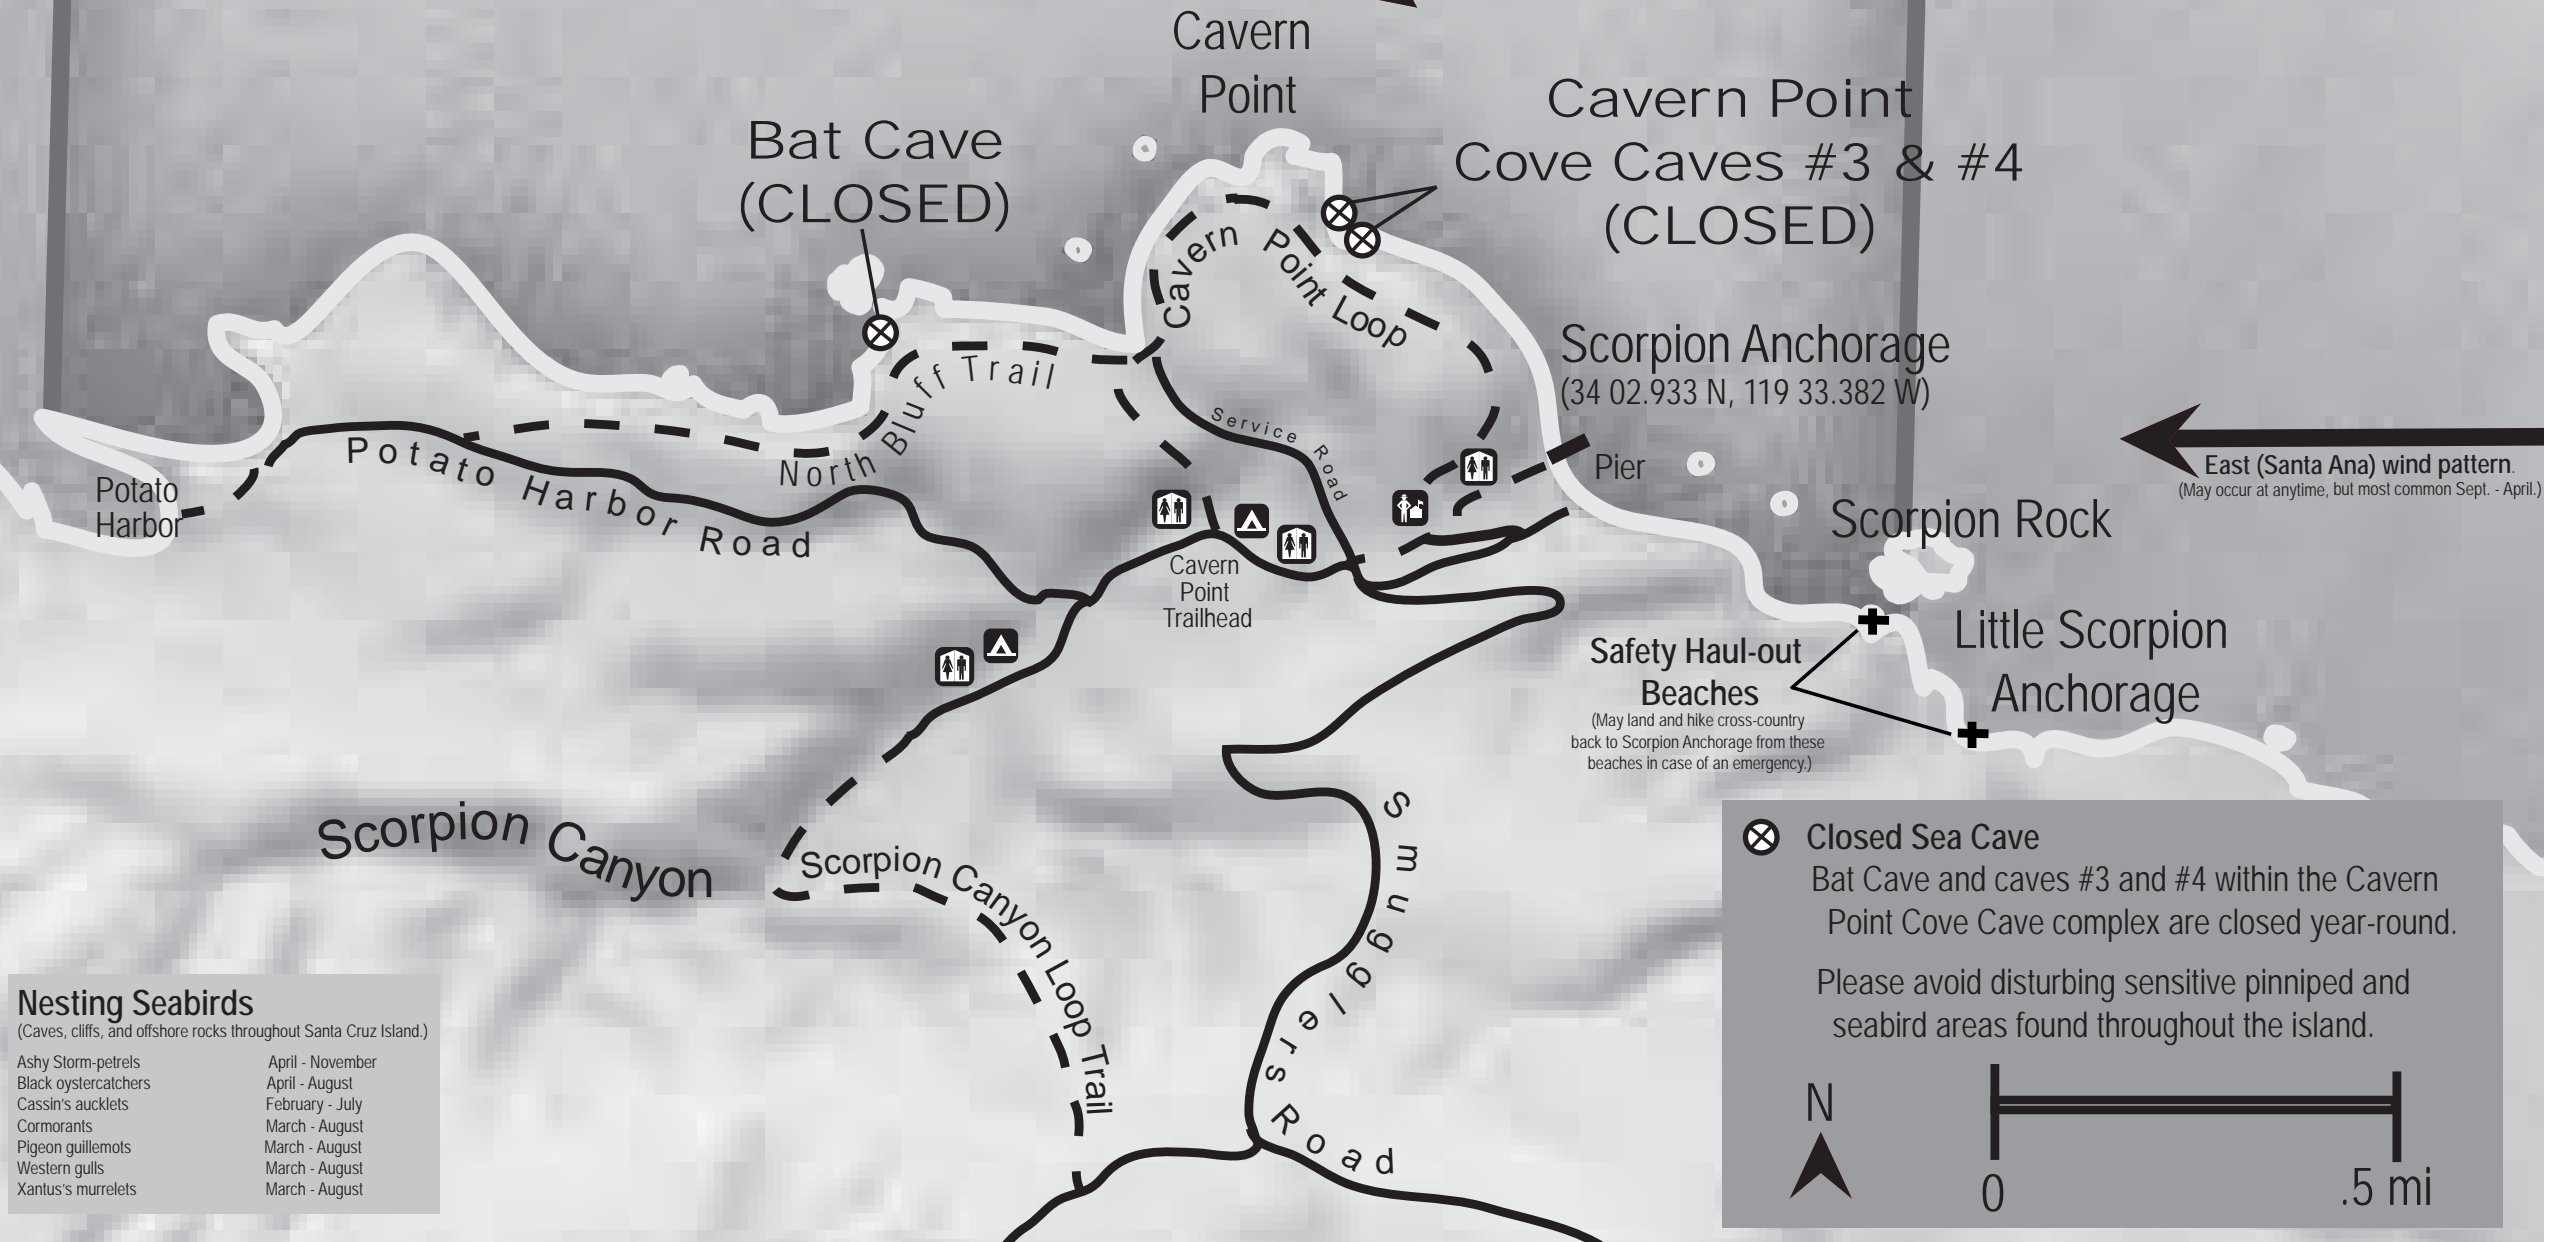 Cavern
Point
Cavern Point
Cove Caves #3 & #4
(CLOSED)
Bat Cave
(CLOSED)
Cavern Point Loop
Scorpion Anchorage
(34 02.933 N, 119 33.382 W)
Pier
North Bluff Trail
Service Road
Potato Harbor Road
Potato
Harbor
East (Santa Ana) wind pattern.
(May occur at anytime, but most common Sept. - April.)
Scorpion Rock
Cavern
Point
Trailhead
Little Scorpion
Anchorage
Safety Haul-out
Beaches
(May land and hike cross-country
back to Scorpion Anchorage from these
beaches in case of an emergency.)
Scorpion Canyon
Scorpion Canyon Loop Trail
Smugglers Road
Nesting Seabirds
(Caves, cliffs, and offshore rocks throughout Santa Cruz Island.)
Ashy Storm-petrels April - November
Black oystercatchers April - August
Cassin's aucklets February - July
Cormorants March - August
Pigeon guillemots March - August
Western gulls March - August
Xantus's murrelets March - August
Closed Sea Cave
Bat Cave and caves #3 and #4 within the Cavern
Point Cove Cave complex are closed year-round.
Please avoid disturbing sensitive pinniped and
seabird areas found throughout the island.
N
0 .5 mi